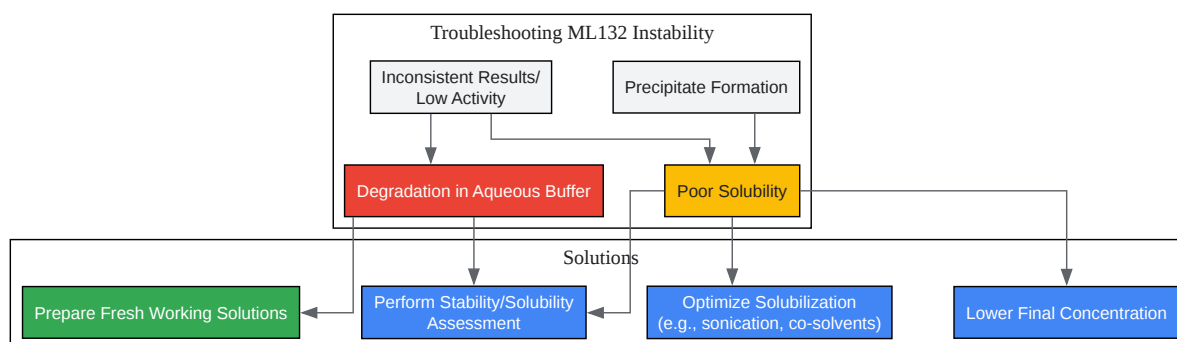 Troubleshooting ML132 Instability
Inconsistent Results/
Low Activity
Precipitate Formation
Degradation in Aqueous Buffer
Poor Solubility
Solutions
Prepare Fresh Working Solutions
Perform Stability/Solubility
Assessment
Optimize Solubilization
(e.g., sonication, co-solvents)
Lower Final Concentration